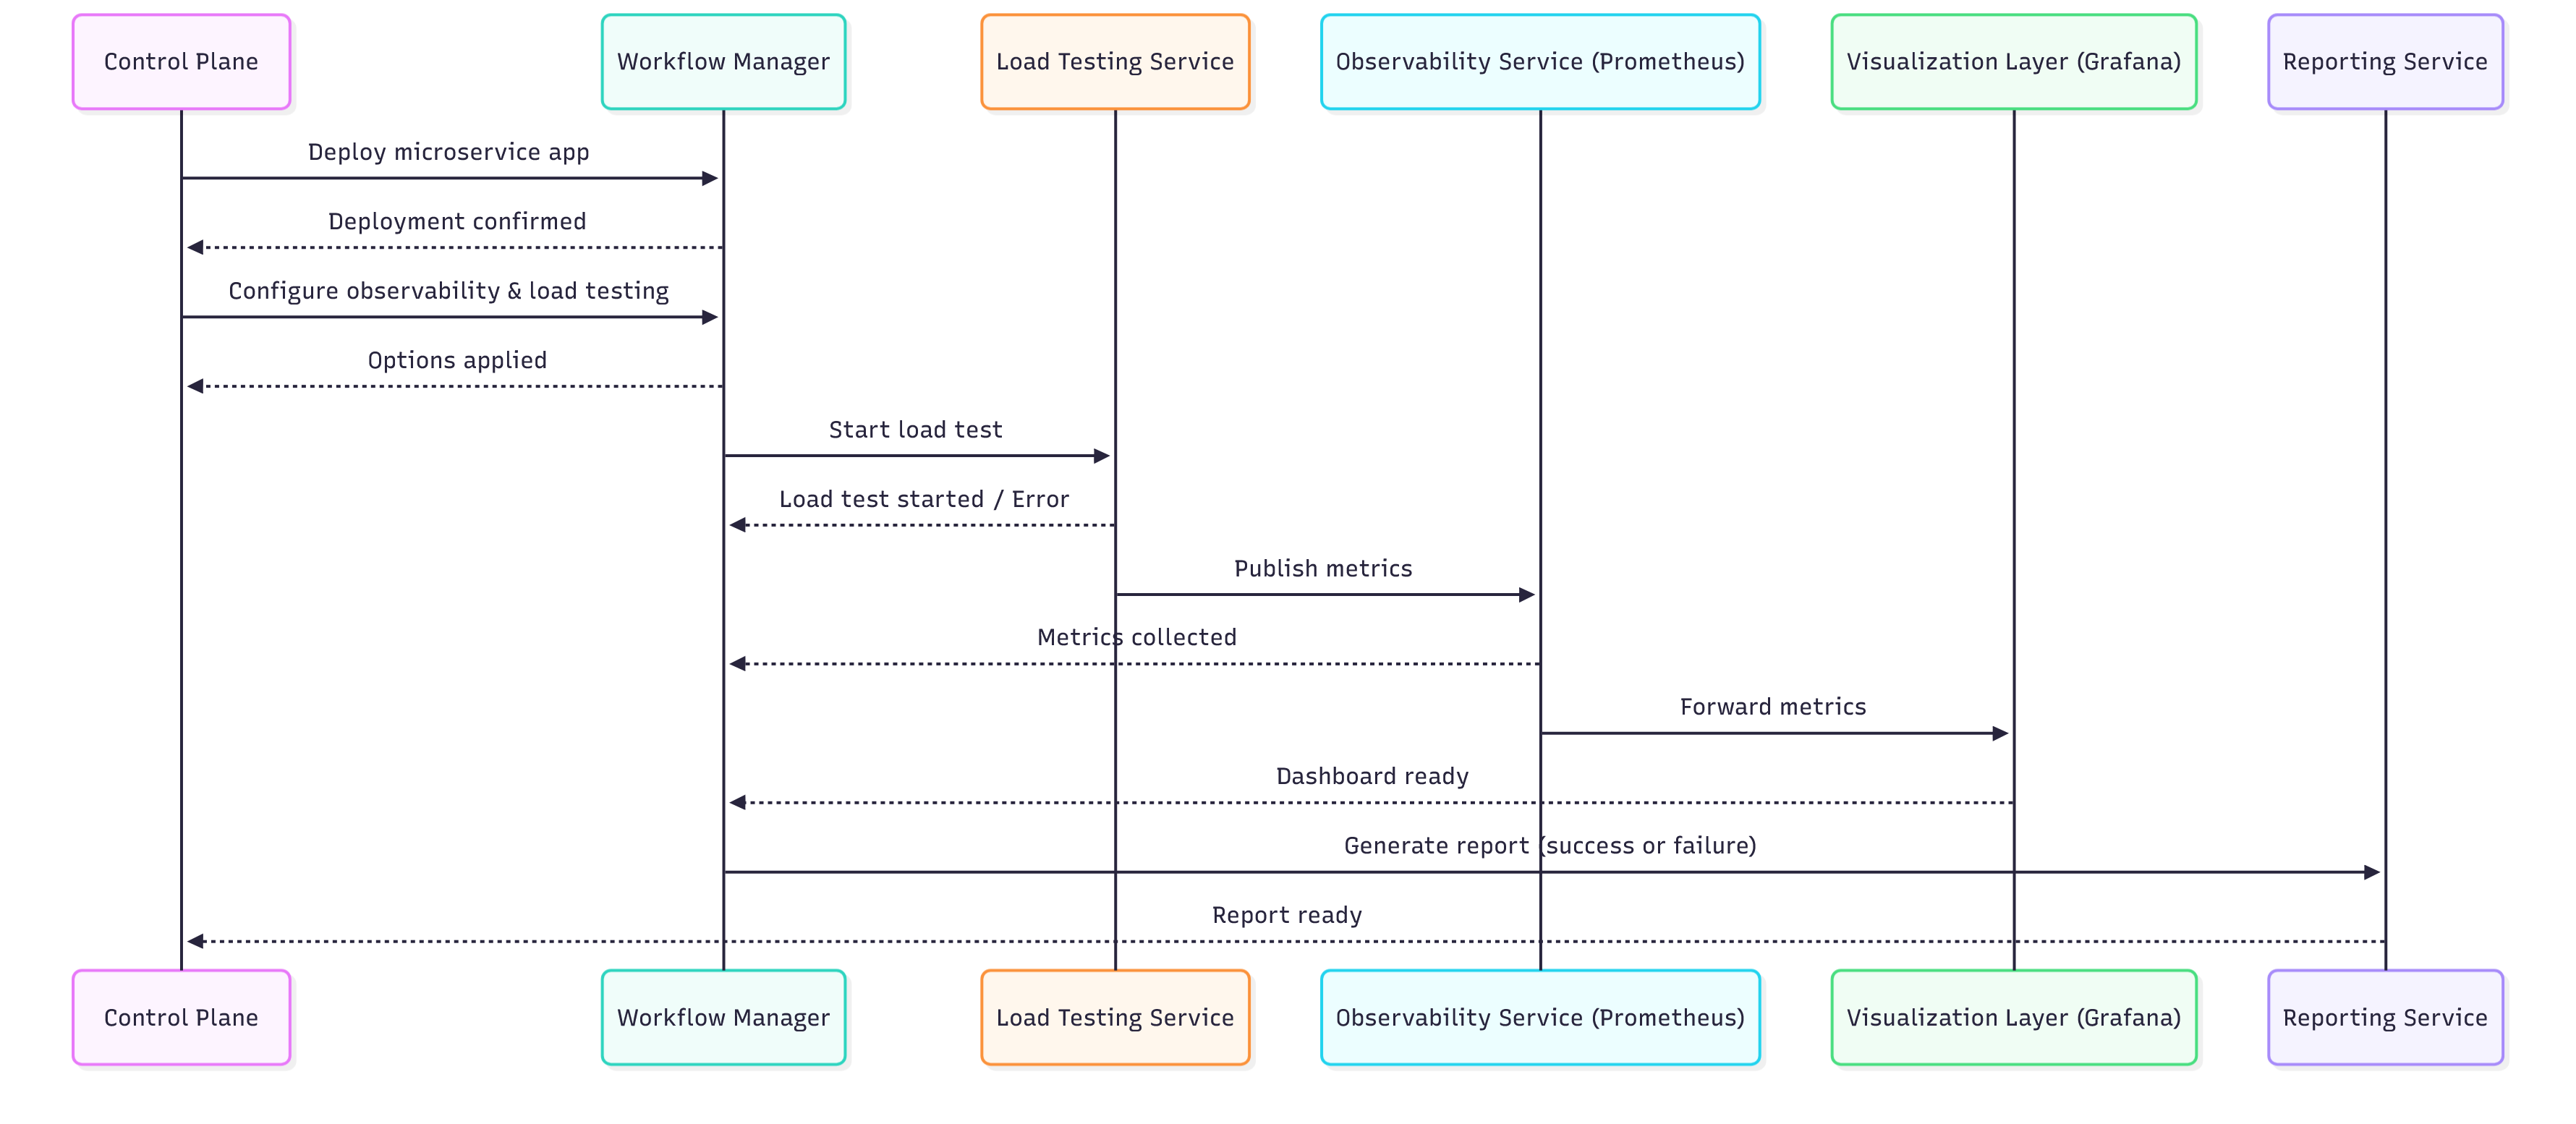 Control Plane
Workflow Manager
Load Testing Service
Observability Service (Prometheus)
Visualization Layer (Grafana)
Reporting Service
Deploy microservice app
Deployment confirmed
Configure observability & load testing
Options applied
Start load test
Load test started / Error
Publish metrics
Metrics collected
Forward metrics
Dashboard ready
Generate report (success or failure)
Report ready
Control Plane
Workflow Manager
Load Testing Service
Observability Service (Prometheus)
Visualization Layer (Grafana)
Reporting Service